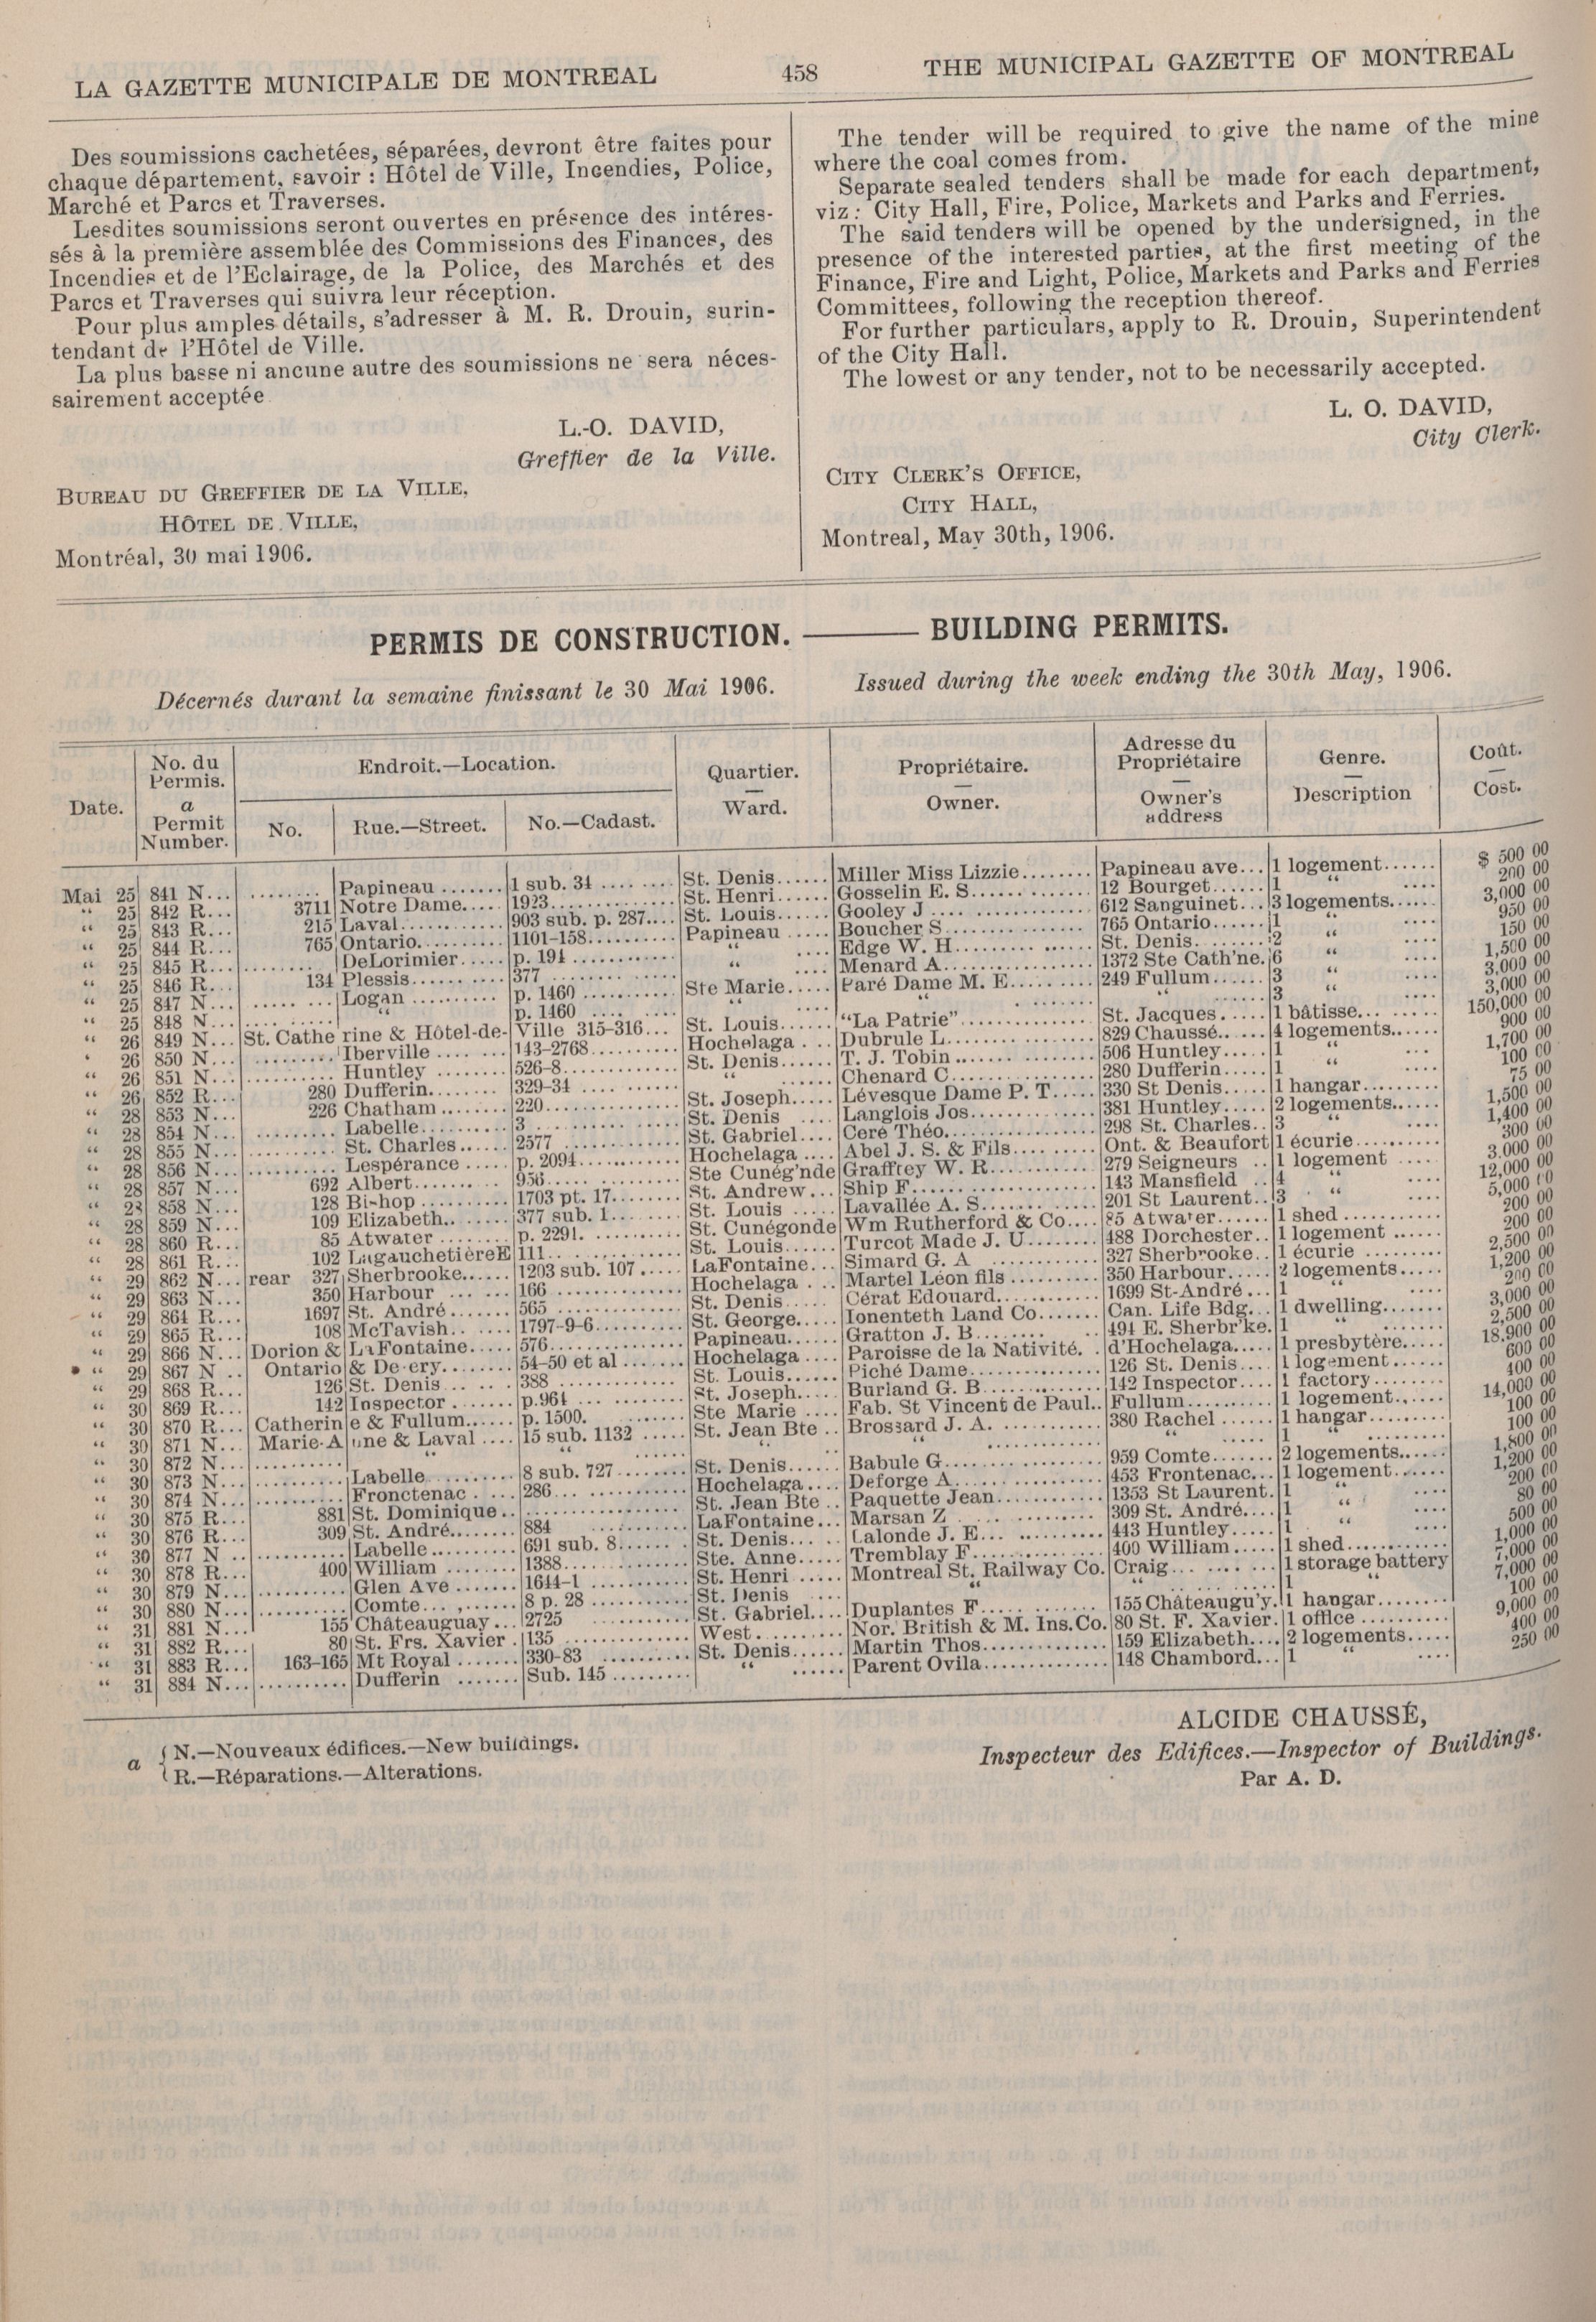 LA GAZETTE MUNICIPALE DE MONTREAL 458 THE MUNICIPAL GAZETTE OF MONTREAL
Des soumissions cachetées, séparées, devront être faites pour
chaque département, savoir : Hôtel de Ville, Incendies, Police,
Marché et Parcs et Traverses.
Lesdites soumissions seront ouvertes en présence des intéres-
sés à la première assemblée des Commissions des Finances, des
Incendies et de l'Eclairage, de la Police, des Marchés et des
Parcs et Traverses qui suivra leur réception.
Pour plus amples détails, s'adresser à M. R. Drouin, surin-
tendant de l'Hôtel de Ville.
La plus basse ni ancune autre des soumissions ne sera néces-
sairement acceptée
L.-O. DAVID,
Greffier de la Ville.
BUREAU DU GREFFIER DE LA VILLE,
HÔTEL DE VILLE,
Montréal, 30 mai 1906.
The tender will be required to give the name of the mine
where the coal comes from.
Separate sealed tenders shall be made for each department,
viz: City Hall, Fire, Police, Markets and Parks and Ferries.
The said tenders will be opened by the undersigned, in the
presence of the interested parties, at the first meeting of the
Finance, Fire and Light, Police, Markets and Parks and Ferries
Committees, following the reception thereof.
For further particulars, apply to R. Drouin, Superintendent
of the City Hall.
The lowest or any tender, not to be necessarily accepted.
L. O. DAVID,
City Clerk.
CITY CLERK'S OFFICE,
CITY HALL,
Montreal, May 30th, 1906.
PERMIS DE CONSTRUCTION. — BUILDING PERMITS.
Décernés durant la semaine finissant le 30 Mai 1906. Issued during the week ending the 30th May, 1906.
Date. No. du Permis. a Permit Number. Endroit.—Location. No. Rue.—Street. No.—Cadast. Quartier. — Ward. Propriétaire. — Owner. Adresse du Propriétaire — Owner's address Genre. — Description Coût. — Cost.
Mai 25 841 N... ......... Papineau ....... 1 sub. 34 ........ St. Denis...... Miller Miss Lizzie........ Papineau ave... 1 logement...... $ 500 00
“ 25 842 R... 3711 Notre Dame.... 1923............ St. Henri...... Gosselin E. S............ 12 Bourget...... 1 “ .... 200 00
“ 25 843 R... 215 Laval............ 903 sub. p. 287.... St. Louis...... Gooley J ................ 612 Sanguinet... 3 logements...... 3,000 00
“ 25 844 R... 765 Ontario.......... 1101-158.......... Papineau ..... Boucher S.............. 765 Ontario...... 1 “ .... 950 00
“ 25 845 R... ......... DeLorimier..... p. 194 ............ “ .... Edge W. H............... St. Denis........ 2 “ .... 150 00
“ 25 846 R... 134 Plessis.......... 377 .............. “ .... Menard A................ 1372 Ste Cath'ne. 6 “ .... 1,500 00
“ 25 847 N... ......... Logan .......... p. 1460 ........... Ste Marie..... Paré Dame M. E......... 249 Fullum...... 3 “ .... 3,000 00
“ 25 848 N... ......... “ p. 1460 ........... “ .... “ ........ “ ...... 3 “ .... 3,000 00
“ 26 849 N... St. Cathe rine & Hôtel-de- Ville 315-316... St. Louis...... “La Patrie”.............. St. Jacques..... 1 bâtisse........ 150,000 00
“ 26 850 N... ......... Iberville ........ 143-2768.......... Hochelaga .... Dubrule L............... 829 Chaussé..... 4 logements...... 900 00
“ 26 851 N... ......... Huntley ........ 526-8............. St. Denis...... T. J. Tobin ............... 506 Huntley..... 1 “ ... 1,700 00
“ 26 852 R... 280 Dufferin........ 329-34 .......... “ ...... Chenard C............... 280 Dufferin..... 1 “ .... 100 00
“ 28 853 N... 226 Chatham........ 220............... St. Joseph..... Lévesque Dame P. T..... 330 St Denis..... 1 hangar......... 75 00
“ 28 854 N... ......... Labelle.......... 3 ................ St. Denis .... Langlois Jos............. 381 Huntley..... 2 logements...... 1,500 00
“ 28 855 N... ......... St. Charles...... 2577 ............. St. Gabriel.... Ceré Théo................ 298 St. Charles.. 3 “ .... 1,400 00
“ 28 856 N... ......... Lespérance ..... p. 2094........... Hochelaga .... Abel J. S. & Fils......... Ont. & Beaufort 1 écurie.......... 300 00
“ 28 857 N... 692 Albert.......... 956............... Ste Cunég'nde Graffrey W. R........... 279 Seigneurs .. 1 logement .... 3.000 00
“ 28 858 N... 128 Bishop ......... 1703 pt. 17........ St. Andrew... Ship F................... 143 Mansfield .. 4 “ .... 12,000 00
“ 28 859 N... 109 Elizabeth....... 377 sub. 1........ St. Louis ..... Lavallée A. S........... 201 St Laurent.. 3 “ .... 5,000 00
“ 28 860 R... 85 Atwater ........ p. 2291. ......... St. Cunégonde Wm Rutherford & Co.... 85 Atwater...... 1 shed ........... 200 00
“ 28 861 R... 102 LagauchetièreE 111............... St. Louis...... Turcot Made J. U........ 488 Dorchester.. 1 logement ...... 200 00
“ 29 862 N... rear 327 Sherbrooke...... 1203 sub. 107 ..... LaFontaine... Simard G. A ............ 327 Sherbrooke.. 1 écurie ......... 2,500 00
“ 29 863 N... 350 Harbour ...... 166 .............. Hochelaga ... Martel Léon fils .......... 350 Harbour..... 2 logements..... 1,200 00
“ 29 864 R... 1697 St. André....... 565 .............. St. Denis...... Cérat Edouard............ 1699 St-André... 1 “ .... 200 00
“ 29 865 R... 108 McTavish....... 1797-9-6.......... St. George..... Ionenteth Land Co....... Can. Life Bdg... 1 dwelling....... 3,000 00
“ 29 866 N... Dorion & LaFontaine..... 576............... Papineau...... Gratton J. B............ 494 E. Sherbr'ke. 1 “ ....... 2,500 00
“ 29 867 N .. Ontario & Dezery........ 54-50 et al ....... Hochelaga .... Paroisse de la Nativité. . d'Hochelaga..... 1 presbytère..... 18.900 00
“ 29 868 R... 126 St. Denis ...... 388 ............. St. Louis...... Piché Dame.............. 126 St. Denis.... 1 logement...... 600 00
“ 30 869 R... 142 Inspector ....... p.964 ........... St. Joseph..... Burland G. B............ 142 Inspector.... 1 factory........ 400 00
“ 30 870 R... Catherin e & Fullum...... p. 1500. ....... Ste Marie .... Fab. St Vincent de Paul.. Fullum.......... 1 logement...... 14,000 00
“ 30 871 N... Marie-A nne & Laval .... 15 sub. 1132 ..... St. Jean Bte .. Brossard J. A. ........... 380 Rachel ...... 1 hangar......... 100 00
“ 30 872 N... ......... “ “ ...... “ “ ............ “ ..... 1 “ ......... 100 00
“ 30 873 N... ......... Labelle.......... 8 sub. 727........ St. Denis...... Babule G................ 959 Comte....... 2 logements...... 1,800 00
“ 30 874 N... ......... Fronctenac .... 286............... Hochelaga.... Deforge A............... 453 Frontenac... 1 logement...... 1,200 00
“ 30 875 R... 881 St. Dominique.. .................. St. Jean Bte .. Paquette Jean............ 1353 St Laurent. 1 “ .... 200 00
“ 30 876 R... 309 St. André....... 884 .......... LaFontaine... Marsan Z .............. 309 St. André.... 1 “ .... 80 00
“ 30 877 N .. ......... Labelle.......... 691 sub. 8....... St. Denis...... Lalonde J. E............. 443 Huntley..... 1 “ .... 500 00
“ 30 878 R... 400 William ........ 1388............. Ste. Anne..... Tremblay F.............. 400 William..... 1 shed............ 1,000 00
“ 30 879 N... ......... Glen Ave ....... 1644-1 ........... St. Henri ..... Montreal St. Railway Co. Craig............ 1 storage battery 7,000 00
“ 30 880 N... ......... Comte.......... 8 p. 28 ........... St. Denis .... “ “ .......... 1 “ 7,000 00
“ 31 881 N... 155 Châteauguay... 2725 .......... St. Gabriel.... Duplantes F............. 155 Châteaugu'y. 1 hangar........ 100 00
“ 31 882 R... 80 St. Frs. Xavier . 135 .............. West.......... Nor. British & M. Ins. Co. 80 St. F. Xavier. 1 office .......... 9,000 00
“ 31 883 R... 163-165 Mt Royal ....... 330-83 .......... St. Denis...... Martin Thos.............. 159 Elizabeth.... 2 logements..... 400 00
“ 31 884 N... ......... Dufferin ....... Sub. 145 ......... “ ...... Parent Ovila.............. 148 Chambord... 1 “ .... 250 00
a { N.—Nouveaux édifices.—New buildings.
R.—Réparations.—Alterations.
ALCIDE CHAUSSÉ,
Inspecteur des Edifices.—Inspector of Buildings.
Par A. D.